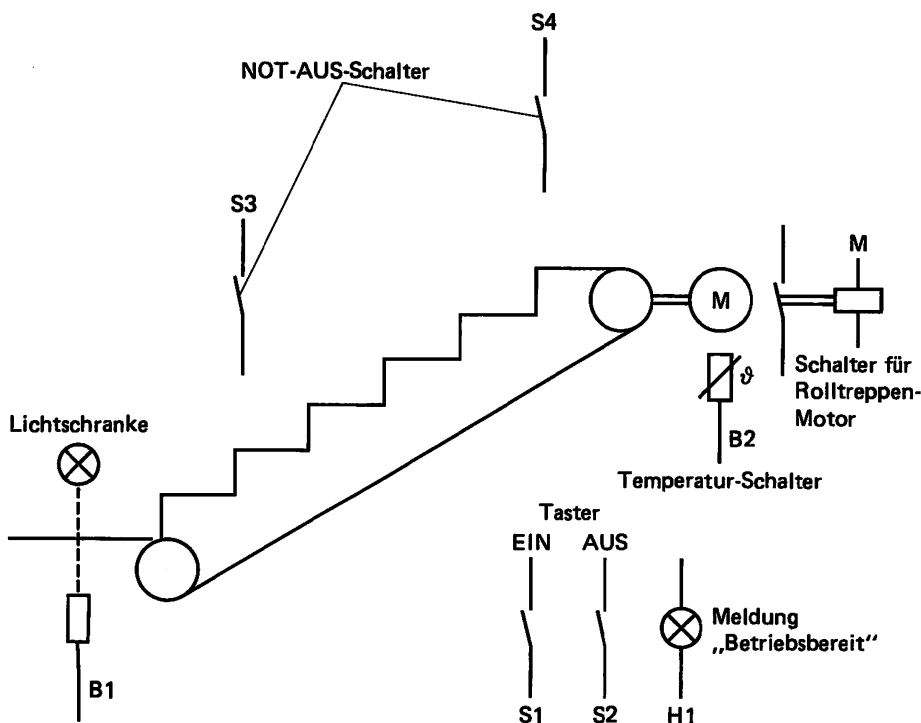 S4
NOT-AUS-Schalter
S3
M
M
Schalter für
Rolltreppen-
Motor
ϑ
B2
Lichtschranke
Temperatur-Schalter
Taster
EIN AUS
Meldung
„Betriebsbereit“
B1
S1 S2 H1